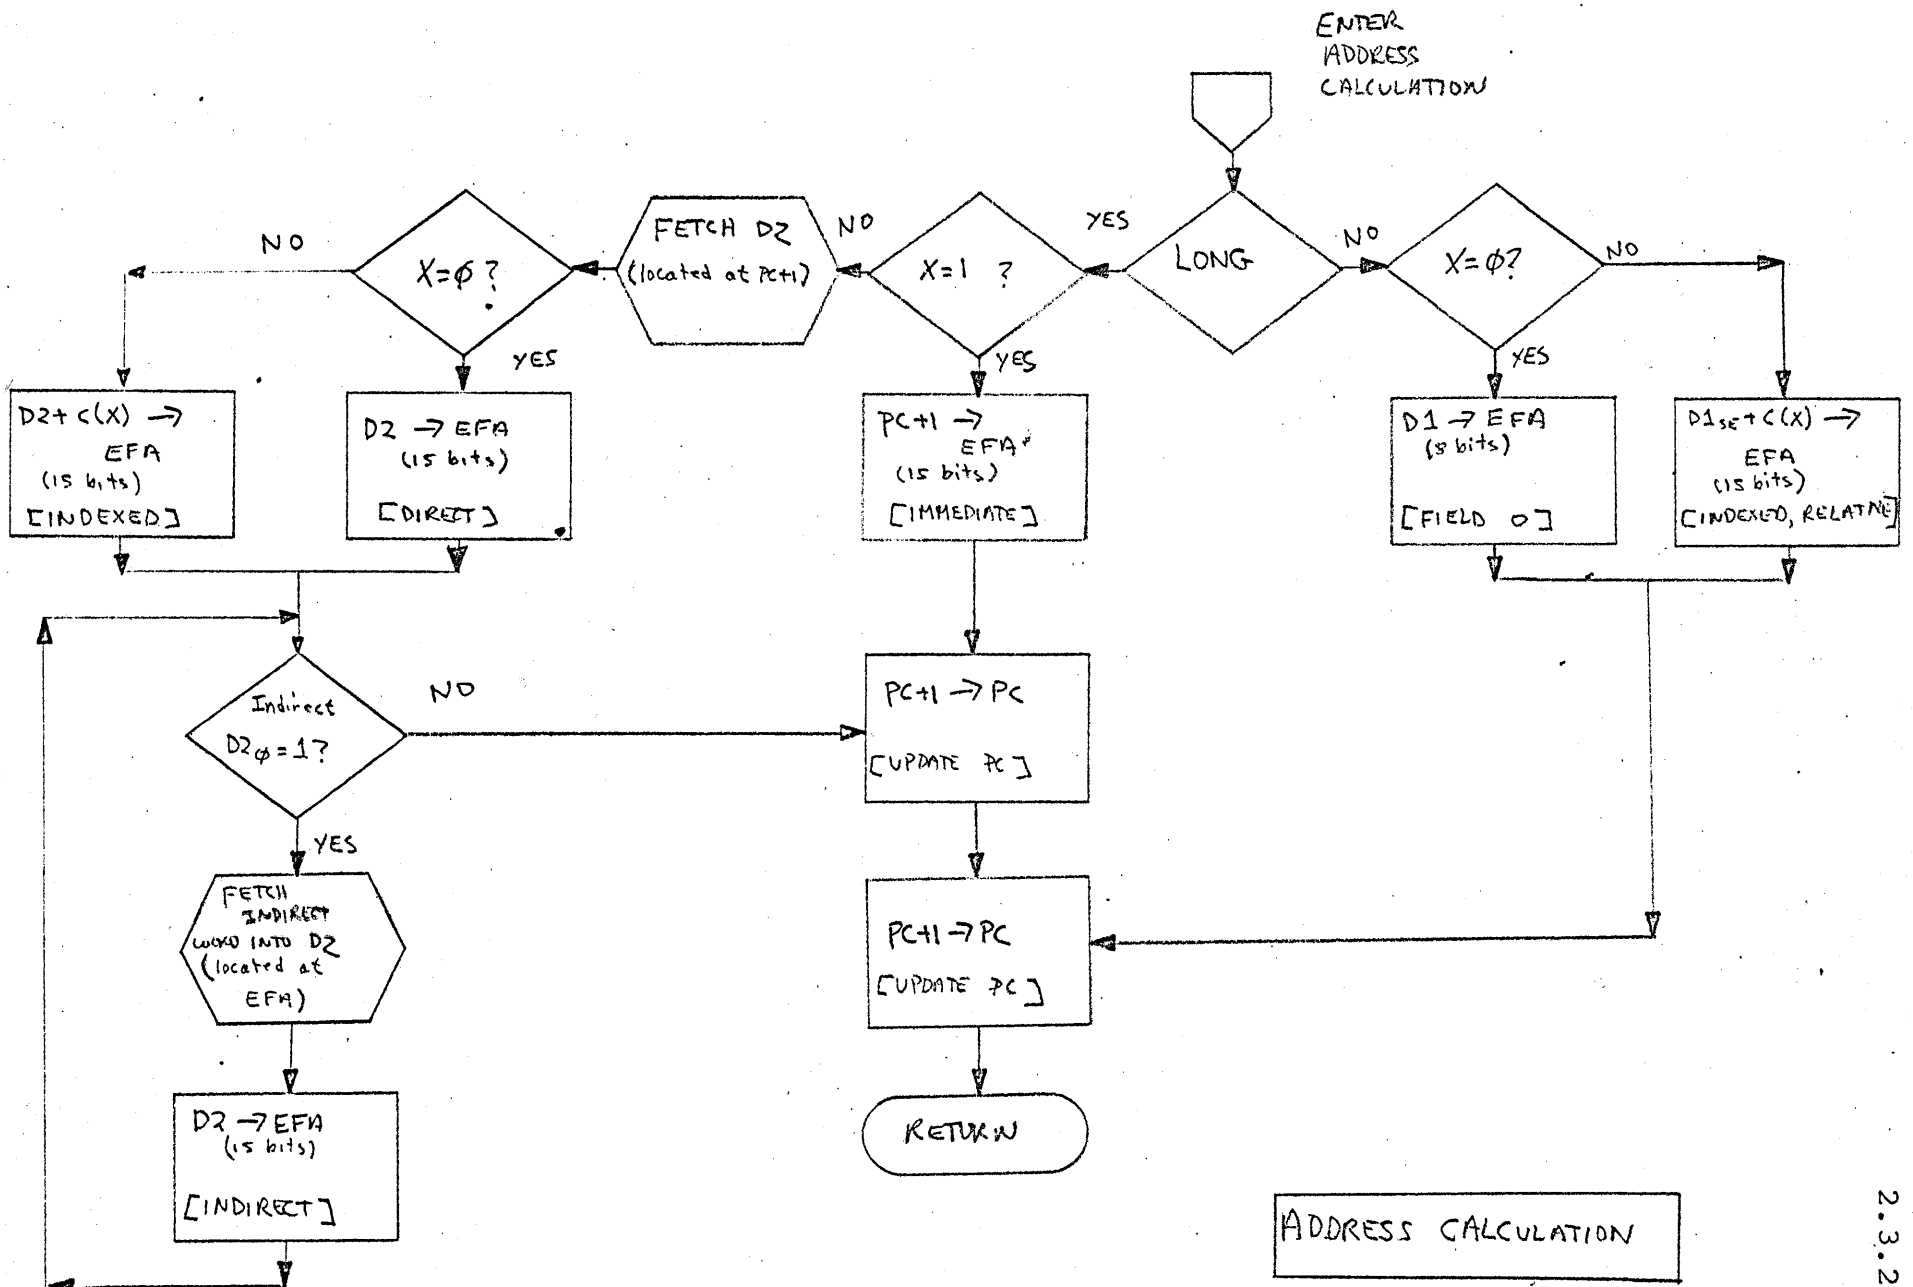 ENTER
ADDRESS
CALCULATION
NO
X=φ?
YES
FETCH D2
(located at PC+1)
NO
X=1 ?
YES
YES
LONG
NO
X=φ?
NO
YES
D2+ C(X) →
EFA
(15 bits)
[INDEXED]
D2 → EFA
(15 bits)
[DIRECT]
PC+1 →
EFA
(15 bits)
[IMMEDIATE]
D1 → EFA
(8 bits)
[FIELD 0]
D1SE+C(X) →
EFA
(15 bits)
[INDEXED, RELATIVE]
Indirect
D2φ=1?
NO
YES
PC+1 → PC
[UPDATE PC]
FETCH
INDIRECT
WORD INTO D2
(located at
EFA)
PC+1 → PC
[UPDATE PC]
D2 → EFA
(15 bits)
[INDIRECT]
RETURN
ADDRESS CALCULATION
2.3.2